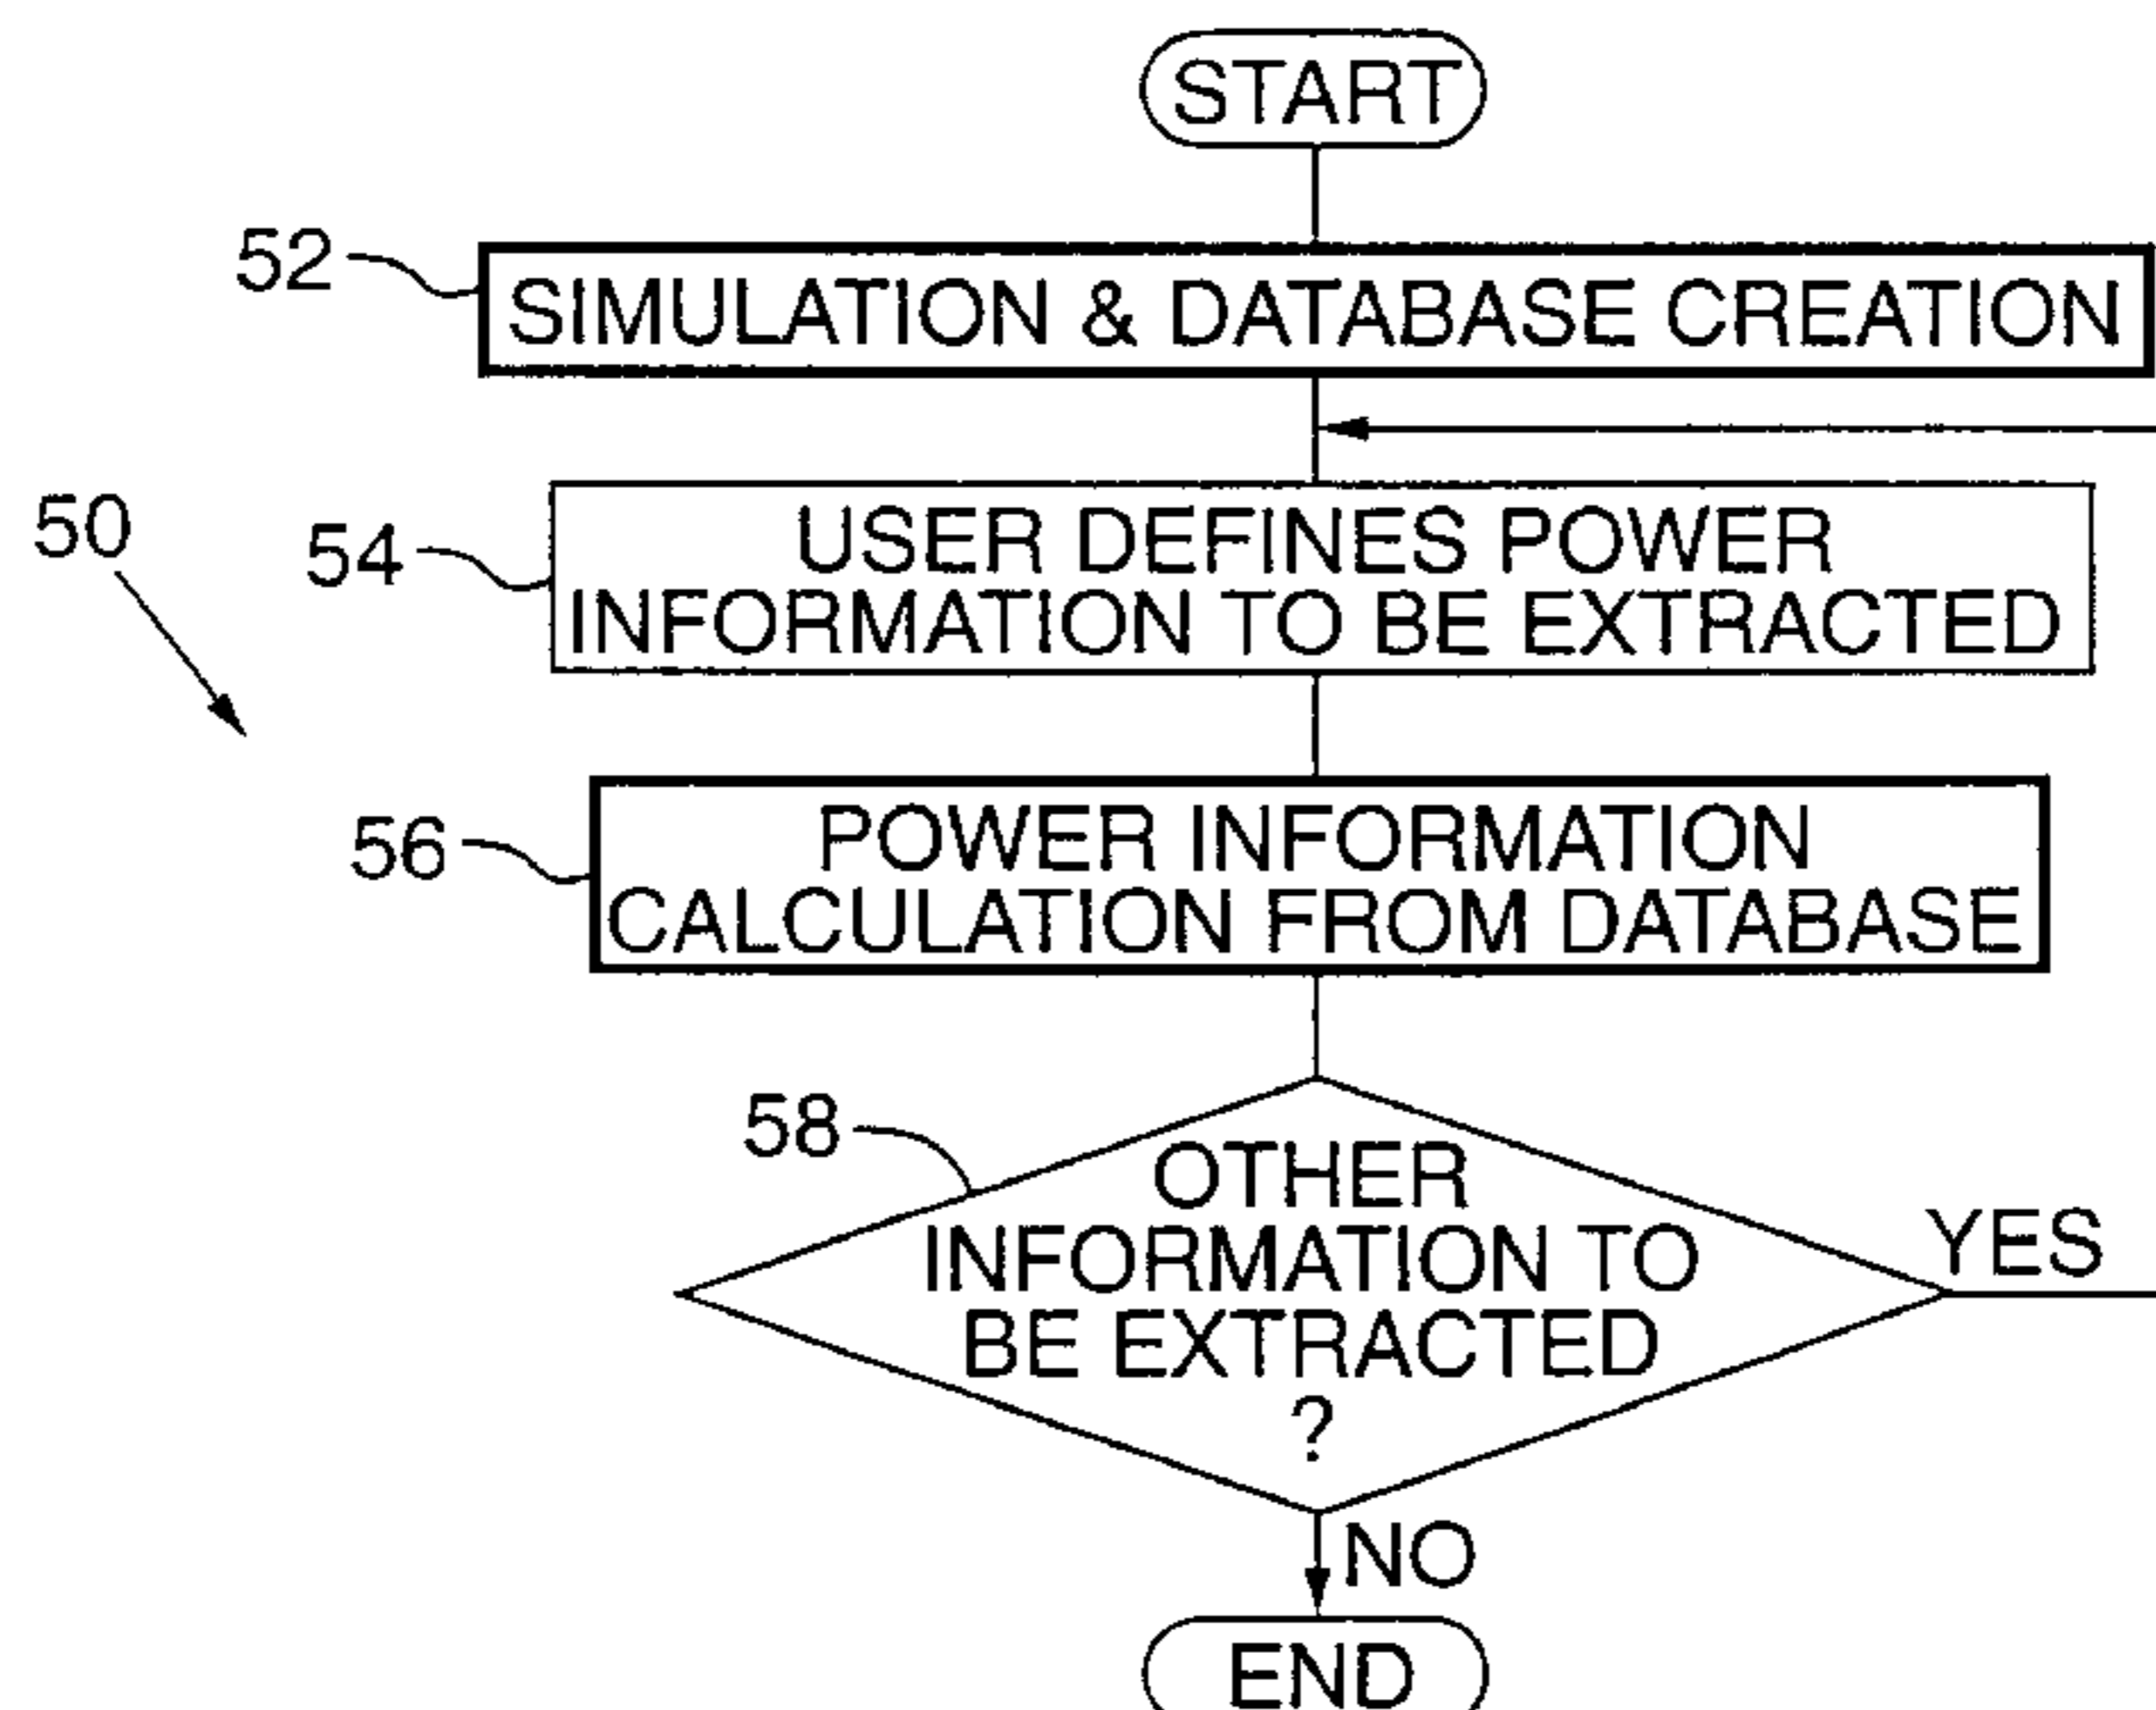 START
52
SIMULATION & DATABASE CREATION
50
54
USER DEFINES POWER
INFORMATION TO BE EXTRACTED
56
POWER INFORMATION
CALCULATION FROM DATABASE
58
OTHER
INFORMATION TO
BE EXTRACTED
?
YES
NO
END